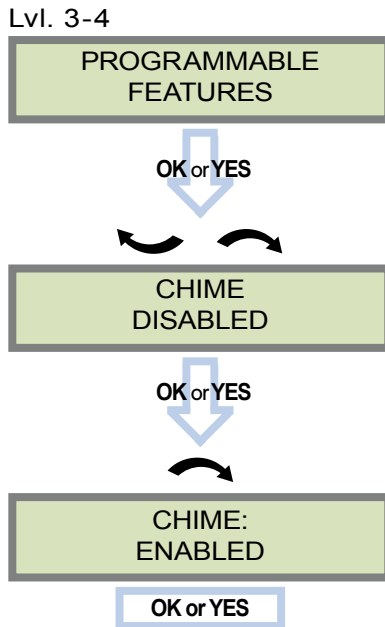 Lvl. 3-4
PROGRAMMABLE
FEATURES
OK or YES
CHIME
DISABLED
OK or YES
CHIME:
ENABLED
OK or YES